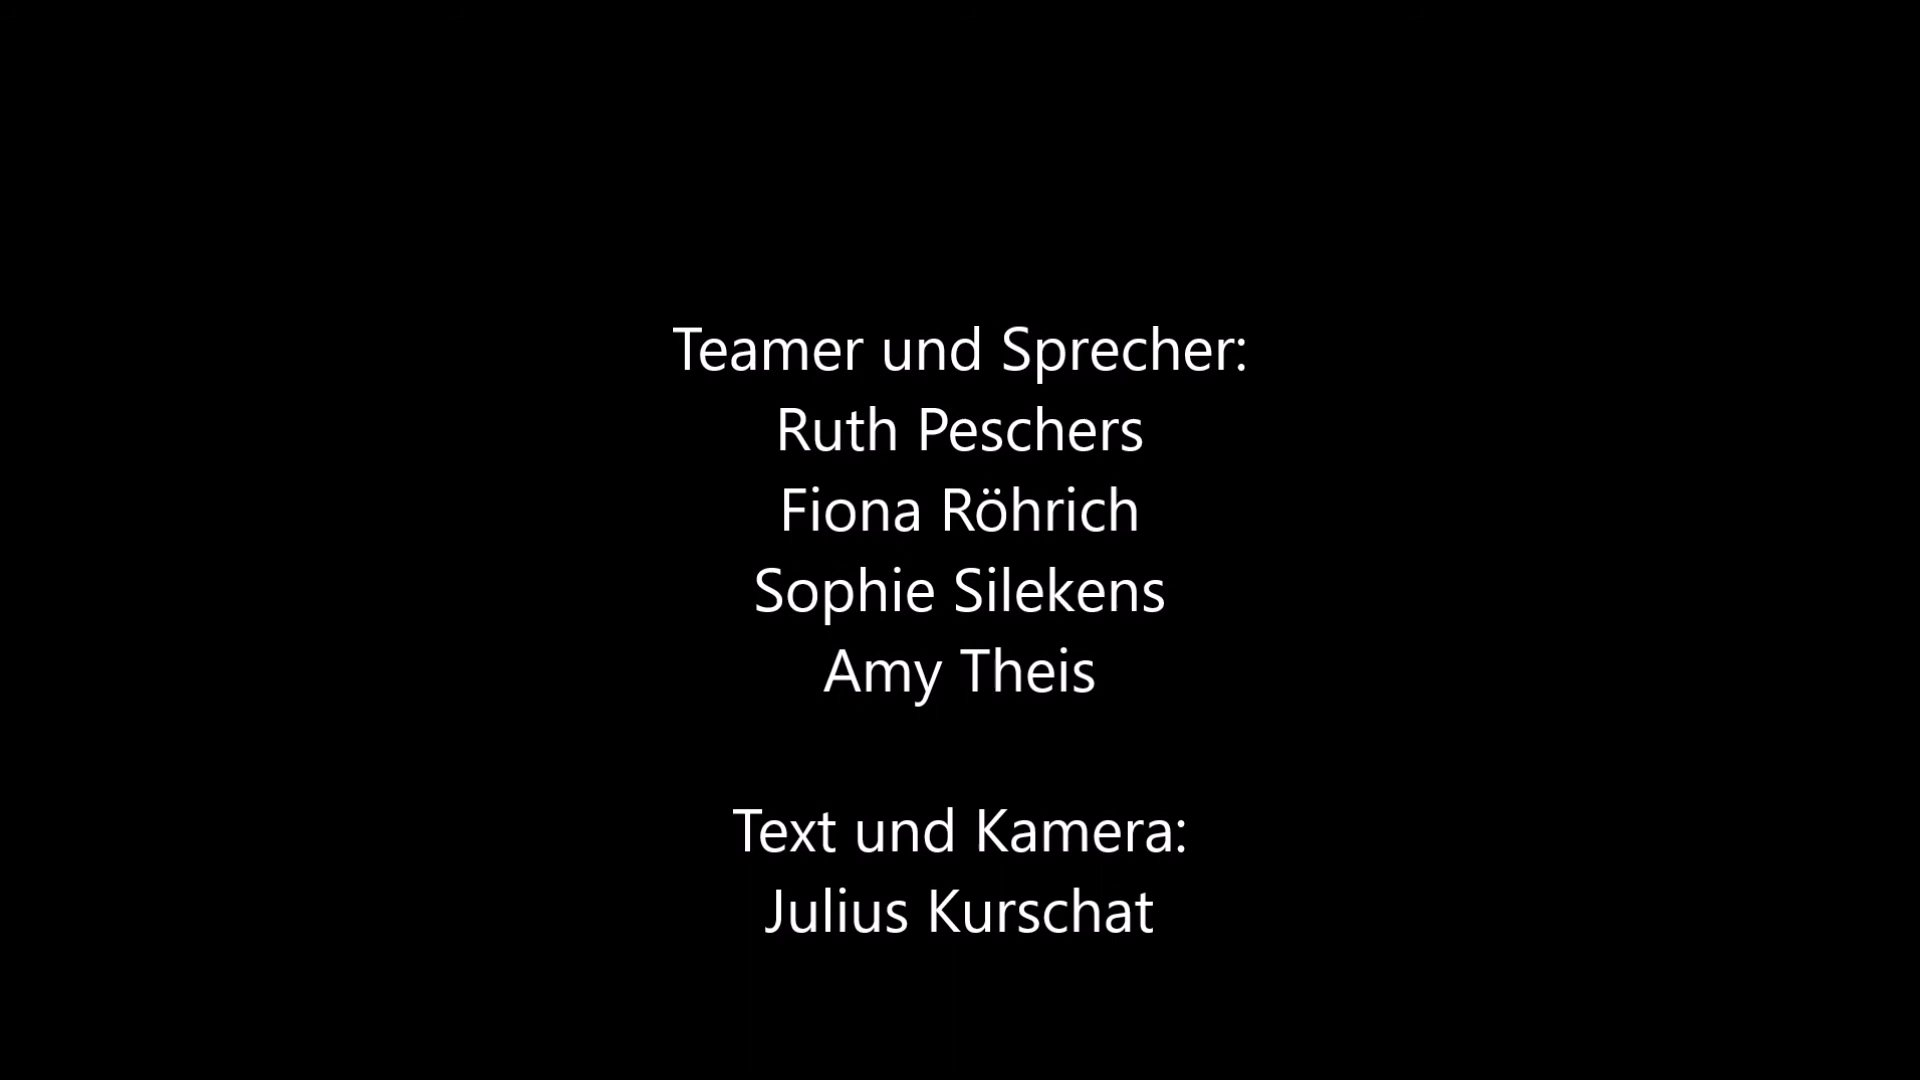 Teamer und Sprecher:
Ruth Peschers
Fiona Röhrich
Sophie Silekens
Amy Theis
Text und Kamera:
Julius Kurschat